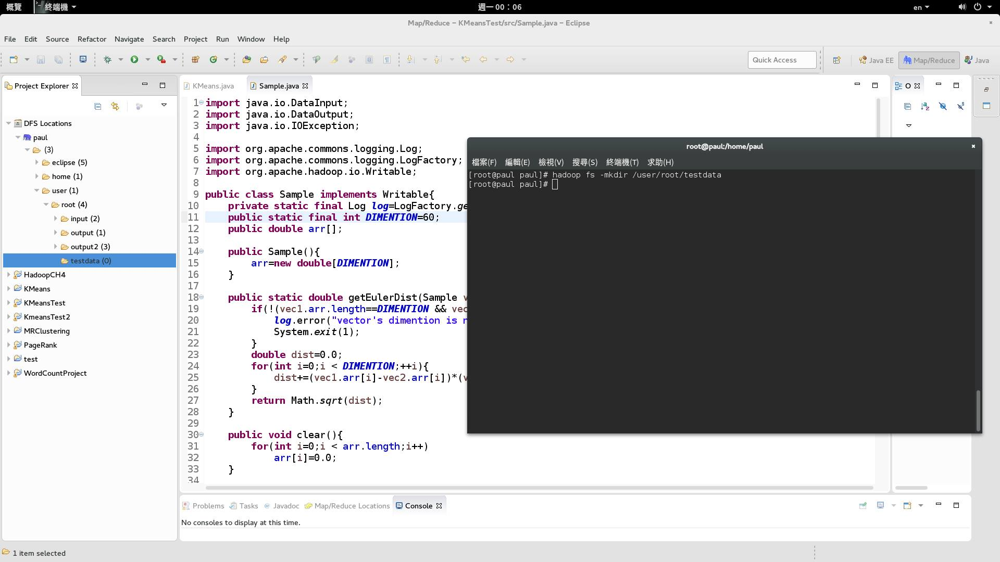 概覽 終端機 週一 00：06 en
Map/Reduce – KMeansTest/src/Sample.java – Eclipse
File Edit Source Refactor Navigate Search Project Run Window Help
Quick Access Java EE Map/Reduce Java
Project Explorer
DFS Locations
paul
(3)
eclipse (5)
home (1)
user (1)
root (4)
input (2)
output (1)
output2 (3)
testdata (0)
HadoopCH4
KMeans
KMeansTest
KmeansTest2
MRClustering
PageRank
test
WordCountProject
KMeans.java Sample.java
1 import java.io.DataInput;
2 import java.io.DataOutput;
3 import java.io.IOException;
4
5 import org.apache.commons.logging.Log;
6 import org.apache.commons.logging.LogFactory;
7 import org.apache.hadoop.io.Writable;
8
9 public class Sample implements Writable{
10 private static final Log log=LogFactory.ge
11 public static final int DIMENTION=60;
12 public double arr[];
13
14 public Sample(){
15 arr=new double[DIMENTION];
16 }
17
18 public static double getEulerDist(Sample v
19 if(!(vec1.arr.length==DIMENTION && vec
20 log.error("vector's dimention is n
21 System.exit(1);
22 }
23 double dist=0.0;
24 for(int i=0;i < DIMENTION;++i){
25 dist+=(vec1.arr[i]-vec2.arr[i])*(v
26 }
27 return Math.sqrt(dist);
28 }
29
30 public void clear(){
31 for(int i=0;i < arr.length;i++)
32 arr[i]=0.0;
33 }
34
O
root@paul:/home/paul
檔案(F) 編輯(E) 檢視(V) 搜尋(S) 終端機(T) 求助(H)
[root@paul paul]# hadoop fs -mkdir /user/root/testdata
[root@paul paul]#
Problems Tasks Javadoc Map/Reduce Locations Console
No consoles to display at this time.
1 item selected